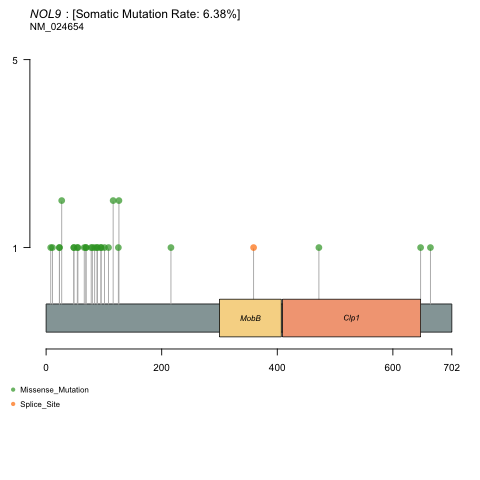 NOL9 : [Somatic Mutation Rate: 6.38%]
NM_024654
5
1
MobB
Clp1
0 200 400 600 702
Missense_Mutation
Splice_Site